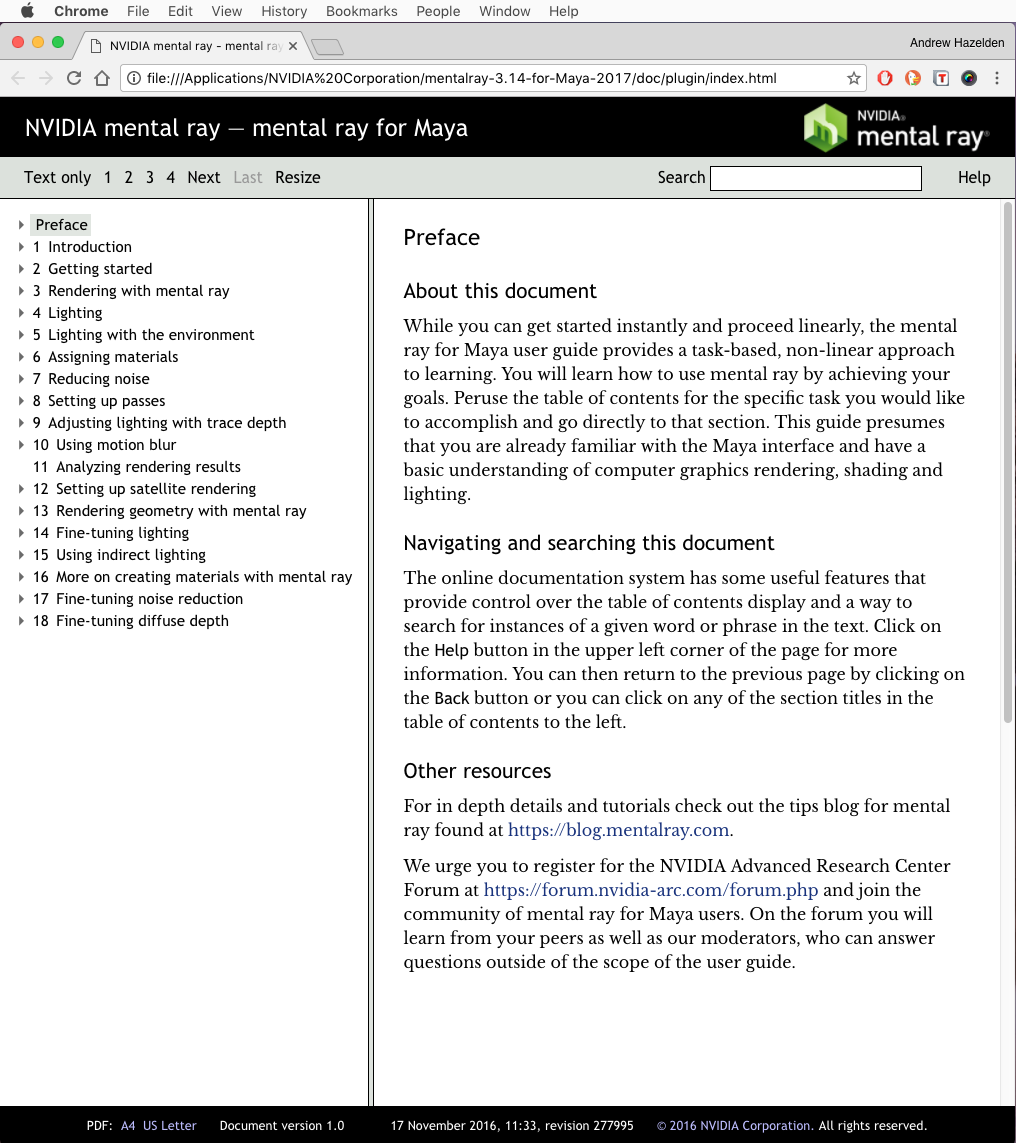 Chrome File Edit View History Bookmarks People Window Help
NVIDIA mental ray - mental ray
Andrew Hazelden
file:///Applications/NVIDIA%20Corporation/mentalray-3.14-for-Maya-2017/doc/plugin/index.html
NVIDIA mental ray — mental ray for Maya
NVIDIA®
mental ray®
Text only 1 2 3 4 Next Last Resize Search Help
Preface
1 Introduction
2 Getting started
3 Rendering with mental ray
4 Lighting
5 Lighting with the environment
6 Assigning materials
7 Reducing noise
8 Setting up passes
9 Adjusting lighting with trace depth
10 Using motion blur
11 Analyzing rendering results
12 Setting up satellite rendering
13 Rendering geometry with mental ray
14 Fine-tuning lighting
15 Using indirect lighting
16 More on creating materials with mental ray
17 Fine-tuning noise reduction
18 Fine-tuning diffuse depth
Preface
About this document
While you can get started instantly and proceed linearly, the mental
ray for Maya user guide provides a task-based, non-linear approach
to learning. You will learn how to use mental ray by achieving your
goals. Peruse the table of contents for the specific task you would like
to accomplish and go directly to that section. This guide presumes
that you are already familiar with the Maya interface and have a
basic understanding of computer graphics rendering, shading and
lighting.
Navigating and searching this document
The online documentation system has some useful features that
provide control over the table of contents display and a way to
search for instances of a given word or phrase in the text. Click on
the Help button in the upper left corner of the page for more
information. You can then return to the previous page by clicking on
the Back button or you can click on any of the section titles in the
table of contents to the left.
Other resources
For in depth details and tutorials check out the tips blog for mental
ray found at https://blog.mentalray.com.
We urge you to register for the NVIDIA Advanced Research Center
Forum at https://forum.nvidia-arc.com/forum.php and join the
community of mental ray for Maya users. On the forum you will
learn from your peers as well as our moderators, who can answer
questions outside of the scope of the user guide.
PDF: A4 US Letter Document version 1.0 17 November 2016, 11:33, revision 277995 © 2016 NVIDIA Corporation. All rights reserved.